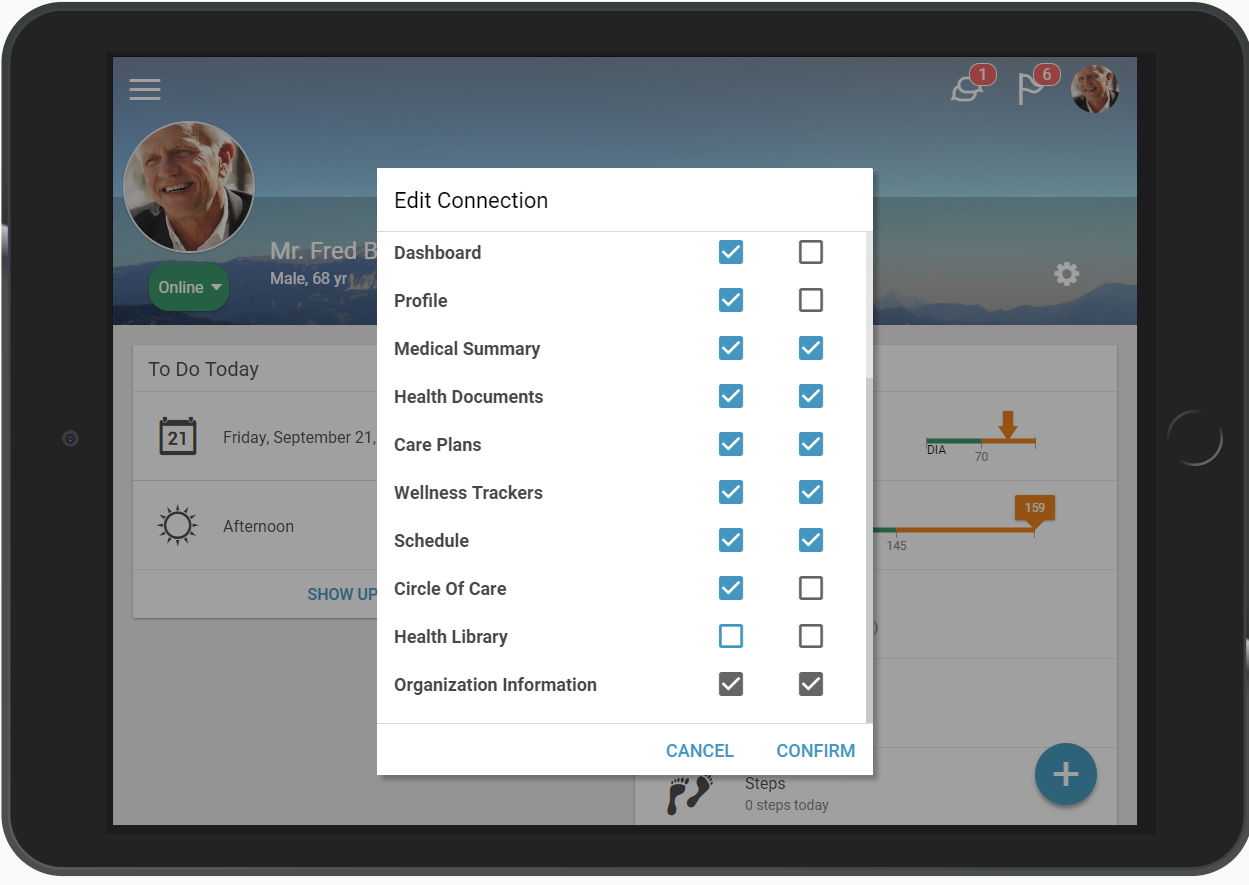 1
6
Mr. Fred B
Male, 68 yr
Online
Edit Connection
Dashboard
Profile
Medical Summary
Health Documents
Care Plans
Wellness Trackers
Schedule
Circle Of Care
Health Library
Organization Information
CANCEL
CONFIRM
To Do Today
21
Friday, September 21,
Afternoon
SHOW UP
DIA
70
159
145
)
Steps
0 steps today